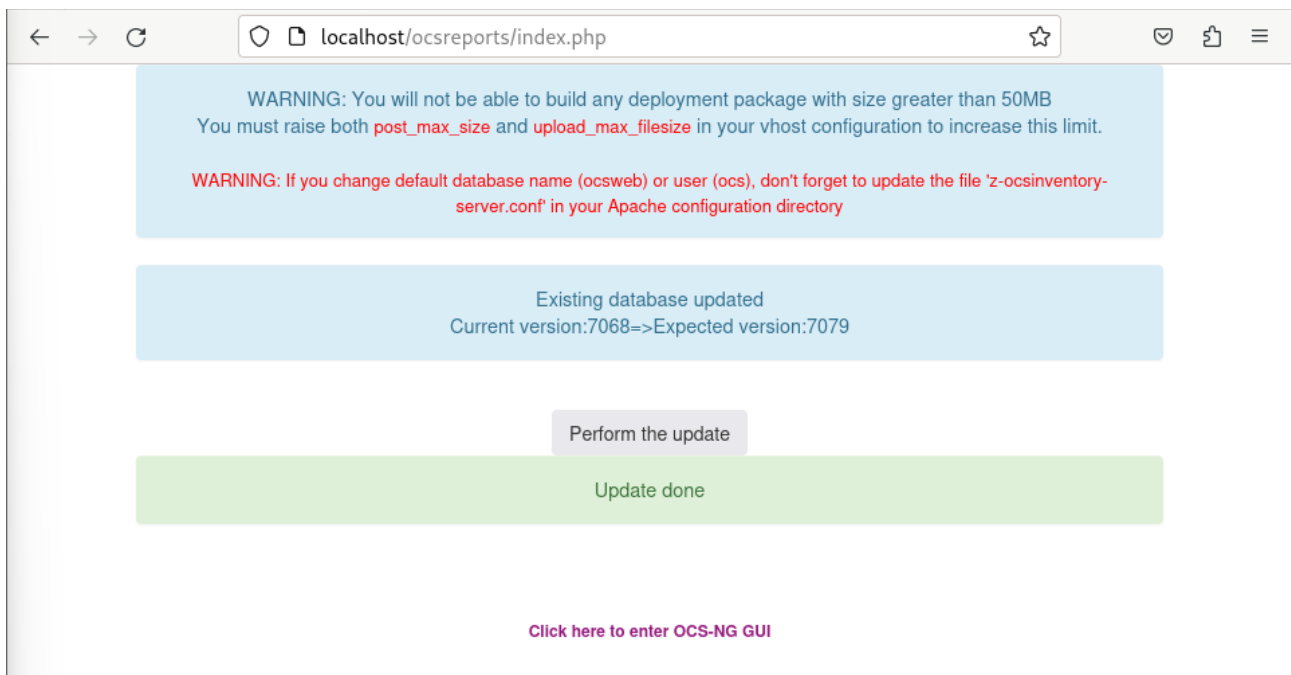 localhost/ocsreports/index.php
WARNING: You will not be able to build any deployment package with size greater than 50MB
You must raise both post_max_size and upload_max_filesize in your vhost configuration to increase this limit.
WARNING: If you change default database name (ocsweb) or user (ocs), don't forget to update the file 'z-ocsinventory-
server.conf' in your Apache configuration directory
Existing database updated
Current version:7068=>Expected version:7079
Perform the update
Update done
Click here to enter OCS-NG GUI